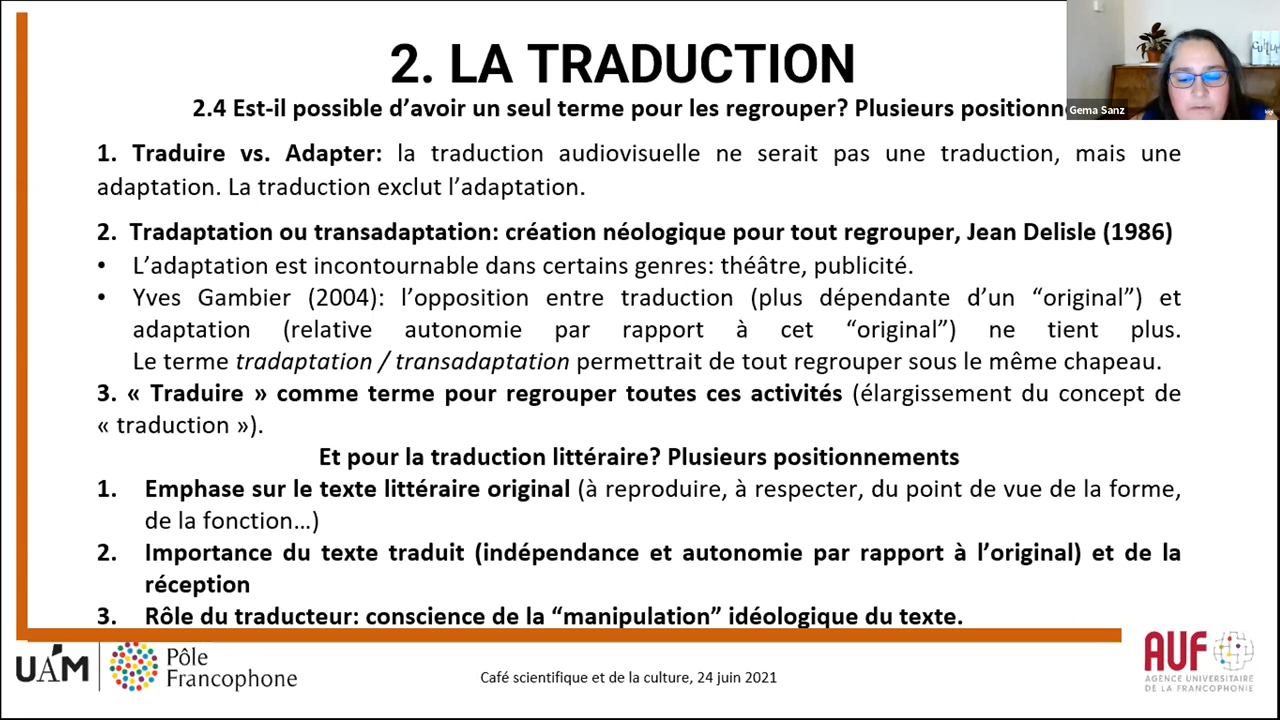 2. LA TRADUCTION
2.4 Est-il possible d’avoir un seul terme pour les regrouper? Plusieurs positionn
Gema Sanz
1. Traduire vs. Adapter: la traduction audiovisuelle ne serait pas une traduction, mais une
adaptation. La traduction exclut l’adaptation.
2. Tradaptation ou transadaptation: création néologique pour tout regrouper, Jean Delisle (1986)
• L’adaptation est incontournable dans certains genres: théâtre, publicité.
• Yves Gambier (2004): l’opposition entre traduction (plus dépendante d’un “original”) et
adaptation (relative autonomie par rapport à cet “original”) ne tient plus.
Le terme tradaptation / transadaptation permettrait de tout regrouper sous le même chapeau.
3. « Traduire » comme terme pour regrouper toutes ces activités (élargissement du concept de
« traduction »).
Et pour la traduction littéraire? Plusieurs positionnements
1. Emphase sur le texte littéraire original (à reproduire, à respecter, du point de vue de la forme,
de la fonction…)
2. Importance du texte traduit (indépendance et autonomie par rapport à l’original) et de la
réception
3. Rôle du traducteur: conscience de la “manipulation” idéologique du texte.
UAM
Pôle
Francophone
Café scientifique et de la culture, 24 juin 2021
AUF
AGENCE UNIVERSITAIRE
DE LA FRANCOPHONIE